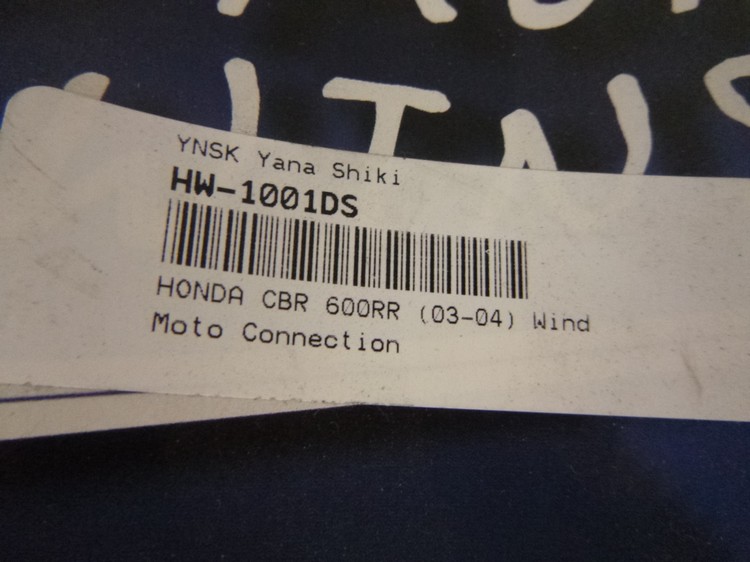 YNSK Yana Shiki
HW-1001DS
HONDA CBR 600RR (03-04) Wind
Moto Connection